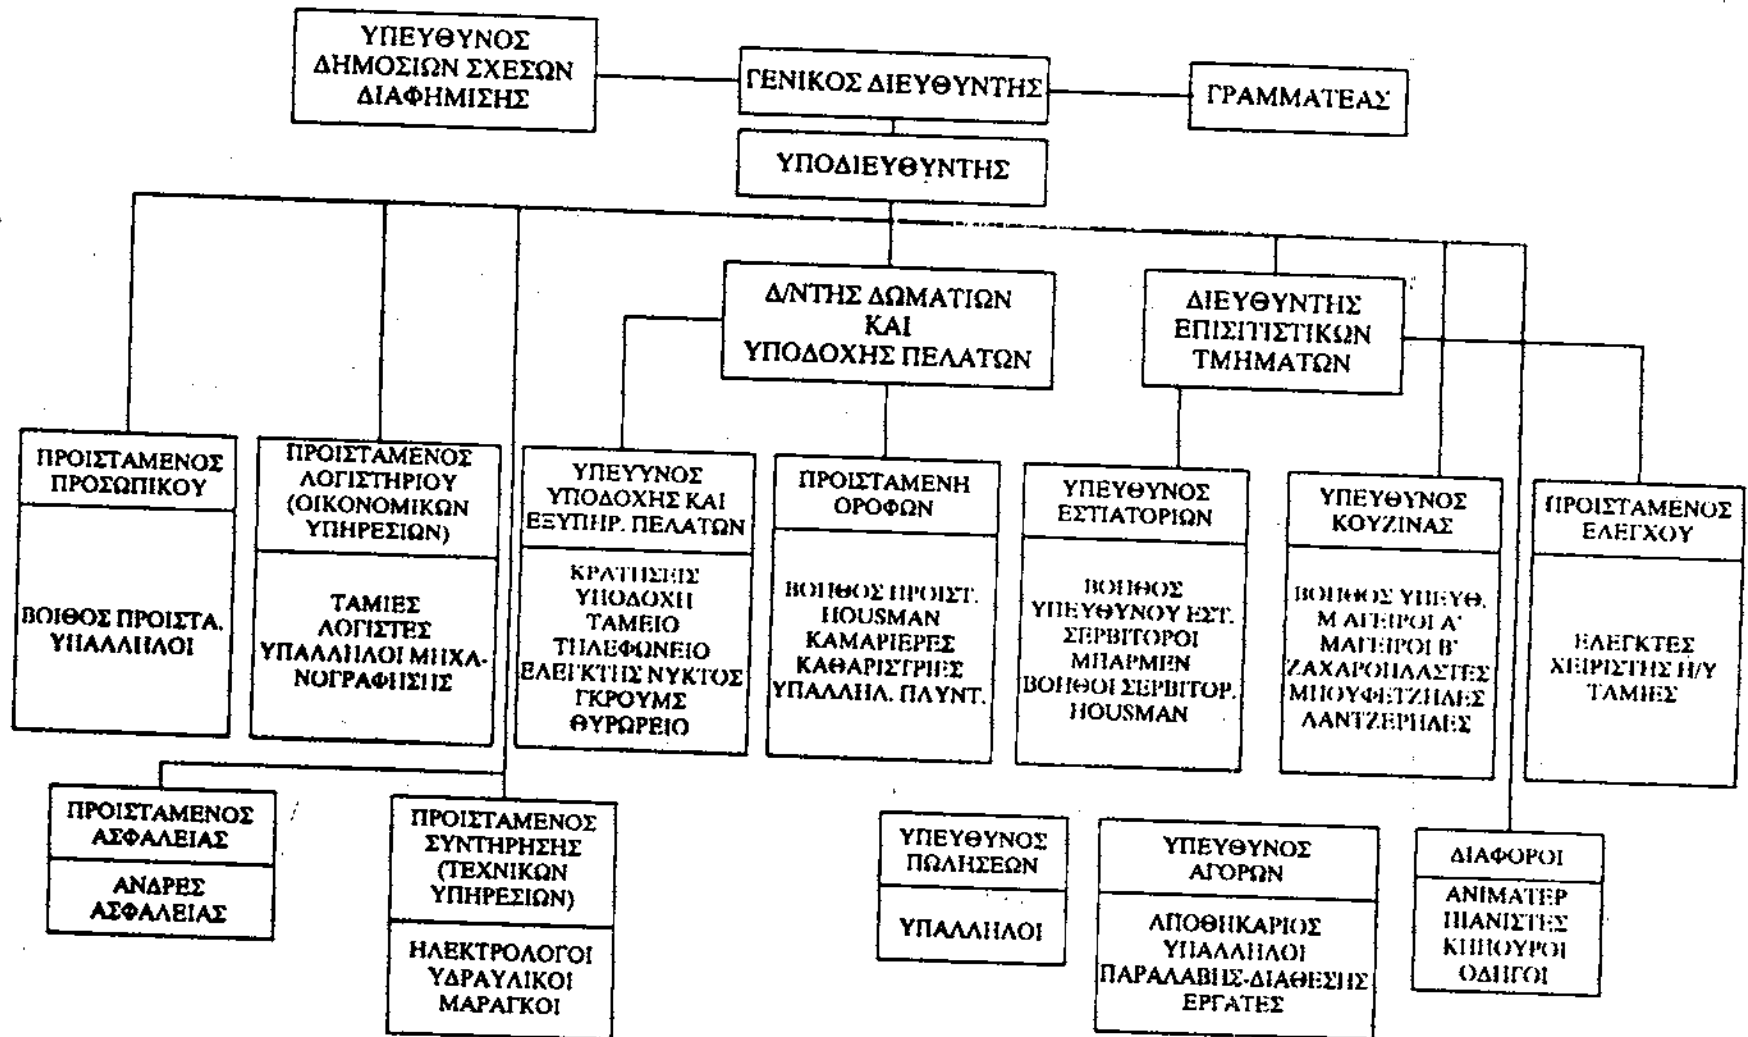 ΥΠΕΥΘΥΝΟΣ
ΔΗΜΟΣΙΩΝ ΣΧΕΣΩΝ
ΔΙΑΦΗΜΙΣΗΣ
ΓΕΝΙΚΟΣ ΔΙΕΥΘΥΝΤΗΣ
ΓΡΑΜΜΑΤΕΑΣ
ΥΠΟΔΙΕΥΘΥΝΤΗΣ
Δ/ΝΤΗΣ ΔΩΜΑΤΙΩΝ
ΚΑΙ
ΥΠΟΔΟΧΗΣ ΠΕΛΑΤΩΝ
ΔΙΕΥΘΥΝΤΗΣ
ΕΠΙΣΙΤΙΣΤΙΚΩΝ
ΤΜΗΜΑΤΩΝ
ΠΡΟΙΣΤΑΜΕΝΟΣ
ΠΡΟΣΩΠΙΚΟΥ
ΒΟΙΘΟΣ ΠΡΟΙΣΤΑ.
ΥΠΑΛΛΗΛΟΙ
ΠΡΟΙΣΤΑΜΕΝΟΣ
ΛΟΓΙΣΤΗΡΙΟΥ
(ΟΙΚΟΝΟΜΙΚΩΝ
ΥΠΗΡΕΣΙΩΝ)
ΤΑΜΙΕΣ
ΛΟΓΙΣΤΕΣ
ΥΠΑΛΛΗΛΟΙ ΜΗΧΑ-
ΝΟΓΡΑΦΗΣΗΣ
ΥΠΕΥΥΝΟΣ
ΥΠΟΔΟΧΗΣ ΚΑΙ
ΕΞΥΠΗΡ. ΠΕΛΑΤΩΝ
ΚΡΑΤΗΣΕΙΣ
ΥΠΟΔΟΧΗ
ΤΑΜΕΙΟ
ΤΗΛΕΦΩΝΕΙΟ
ΕΛΕΓΚΤΗΣ ΝΥΚΤΟΣ
ΓΚΡΟΥΜΣ
ΘΥΡΩΡΕΙΟ
ΠΡΟΙΣΤΑΜΕΝΗ
ΟΡΟΦΩΝ
ΒΟΗΘΟΣ ΠΡΟΙΣΤ.
HOUSMAN
ΚΑΜΑΡΙΕΡΕΣ
ΚΑΘΑΡΙΣΤΡΙΕΣ
ΥΠΑΛΛΗΛ. ΠΛΥΝΤ.
ΥΠΕΥΘΥΝΟΣ
ΕΣΤΙΑΤΟΡΙΩΝ
ΒΟΗΘΟΣ
ΥΠΕΥΘΥΝΟΥ ΕΣΤ.
ΣΕΡΒΙΤΟΡΟΙ
ΜΠΑΡΜΕΝ
ΒΟΗΘΟΙ ΣΕΡΒΙΤΟΡ.
HOUSMAN
ΥΠΕΥΘΥΝΟΣ
ΚΟΥΖΙΝΑΣ
ΒΟΗΘΟΣ ΥΠΕΥΘ.
ΜΑΓΕΙΡΟΙ Α'
ΜΑΓΕΙΡΟΙ Β'
ΖΑΧΑΡΟΠΛΑΣΤΕΣ
ΜΠΟΥΦΕΤΖΗΔΕΣ
ΛΑΝΤΖΕΡΗΔΕΣ
ΠΡΟΙΣΤΑΜΕΝΟΣ
ΕΛΕΓΧΟΥ
ΕΛΕΓΚΤΕΣ
ΧΕΙΡΙΣΤΗΣ Η/Υ
ΤΑΜΙΕΣ
ΠΡΟΙΣΤΑΜΕΝΟΣ
ΑΣΦΑΛΕΙΑΣ
ΑΝΔΡΕΣ
ΑΣΦΑΛΕΙΑΣ
ΠΡΟΙΣΤΑΜΕΝΟΣ
ΣΥΝΤΗΡΗΣΗΣ
(ΤΕΧΝΙΚΩΝ
ΥΠΗΡΕΣΙΩΝ)
ΗΛΕΚΤΡΟΛΟΓΟΙ
ΥΔΡΑΥΛΙΚΟΙ
ΜΑΡΑΓΚΟΙ
ΥΠΕΥΘΥΝΟΣ
ΠΩΛΗΣΕΩΝ
ΥΠΑΛΛΗΛΟΙ
ΥΠΕΥΘΥΝΟΣ
ΑΓΟΡΩΝ
ΑΠΟΘΗΚΑΡΙΟΣ
ΥΠΑΛΛΗΛΟΙ
ΠΑΡΑΛΑΒΗΣ-ΔΙΑΘΕΣΗΣ
ΕΡΓΑΤΕΣ
ΔΙΑΦΟΡΟΙ
ΑΝΙΜΑΤΕΡ
ΠΙΑΝΙΣΤΕΣ
ΚΗΠΟΥΡΟΙ
ΟΔΗΓΟΙ